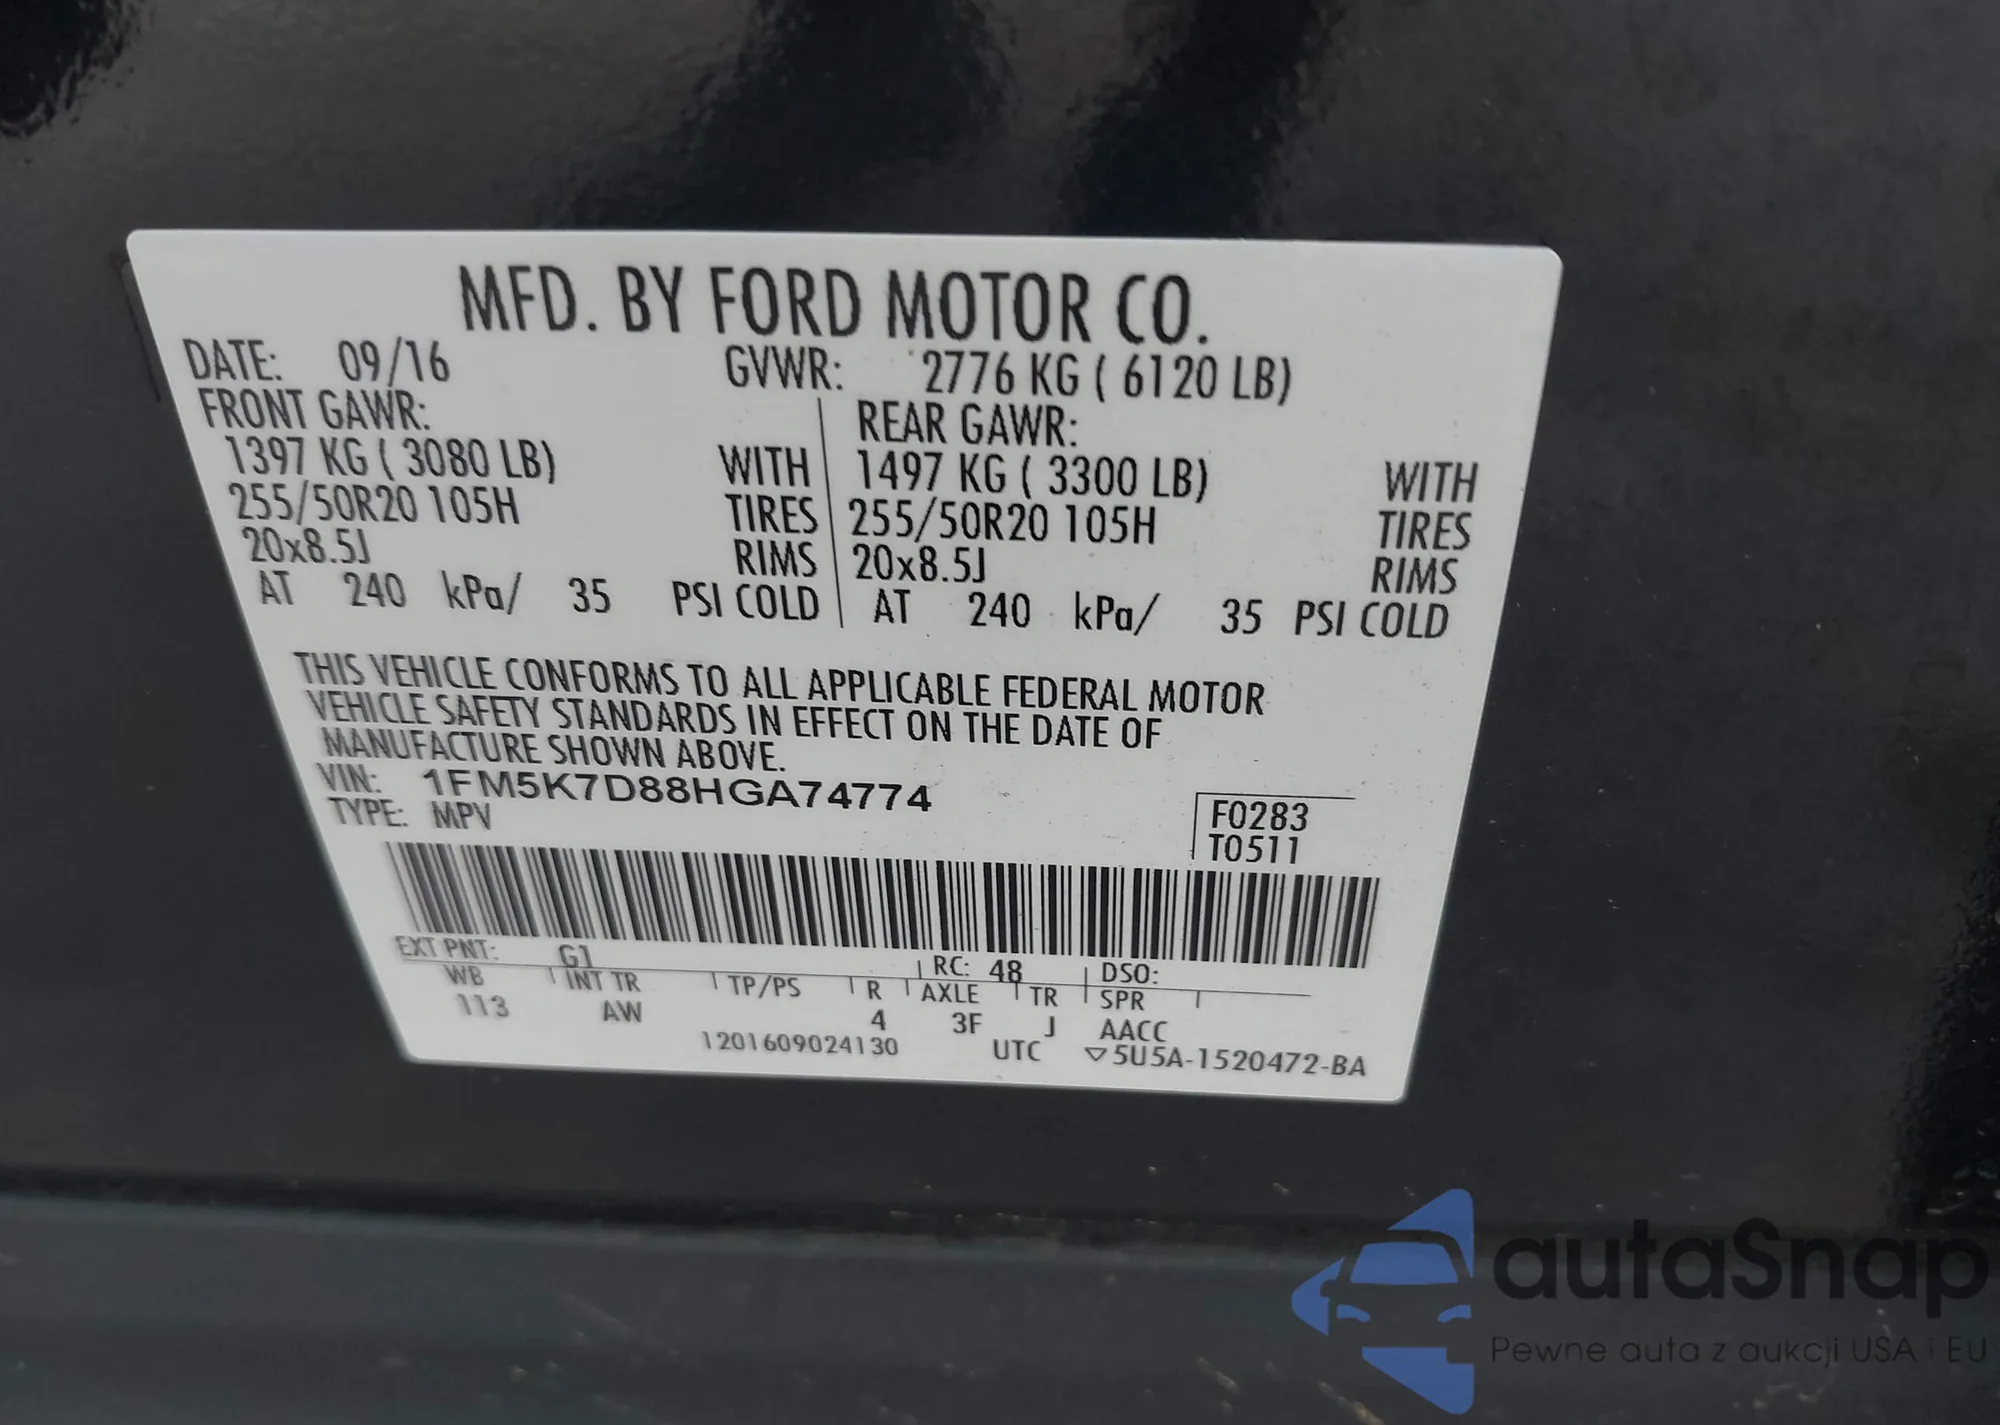 MFD. BY FORD MOTOR CO.
DATE: 09/16 GVWR: 2776 KG ( 6120 LB)
FRONT GAWR: REAR GAWR:
1397 KG ( 3080 LB) WITH 1497 KG ( 3300 LB) WITH
255/50R20 105H TIRES 255/50R20 105H TIRES
20x8.5J RIMS 20x8.5J RIMS
AT 240 kPa/ 35 PSI COLD AT 240 kPa/ 35 PSI COLD
THIS VEHICLE CONFORMS TO ALL APPLICABLE FEDERAL MOTOR
VEHICLE SAFETY STANDARDS IN EFFECT ON THE DATE OF
MANUFACTURE SHOWN ABOVE.
VIN: 1FM5K7D88HGA74774
TYPE: MPV
F0283
T0511
EXT PNT: G1 RC: 48 DSO:
WB INT TR TP/PS R AXLE TR SPR
113 AW 4 3F J AACC
1201609024130 UTC ▽5U5A-1520472-BA
autaSnap
Pewne auta z aukcji USA i EU